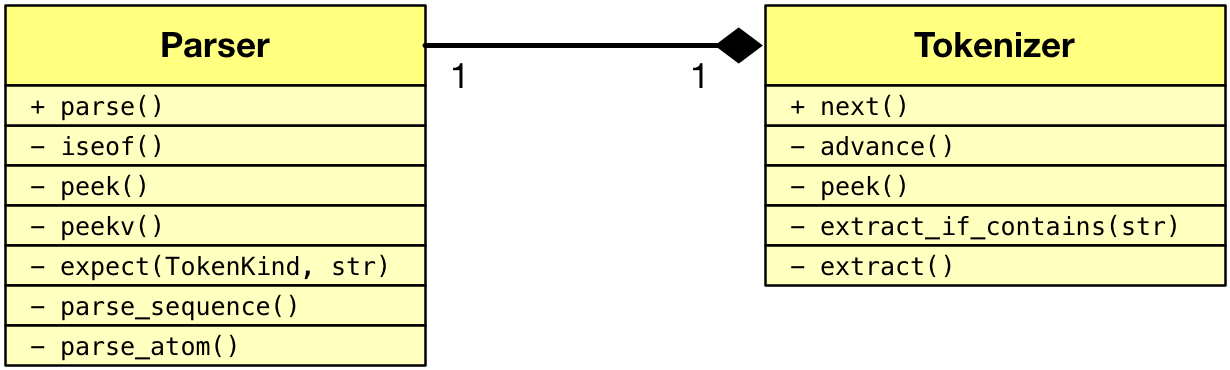 Parser
+ parse()
− iseof()
− peek()
− peekv()
− expect(TokenKind, str)
− parse_sequence()
− parse_atom()
1
1
Tokenizer
+ next()
− advance()
− peek()
− extract_if_contains(str)
− extract()